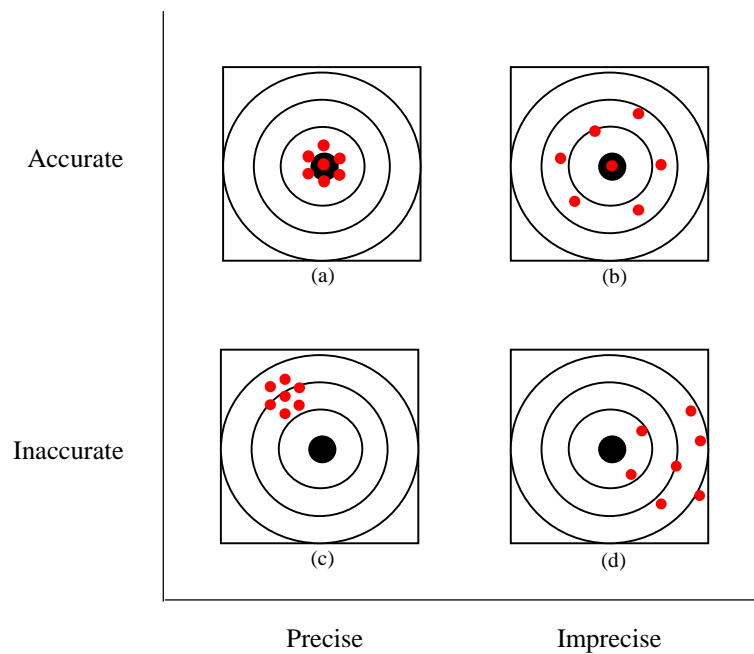 Accurate
(a)
(b)
Inaccurate
(c)
(d)
Precise
Imprecise